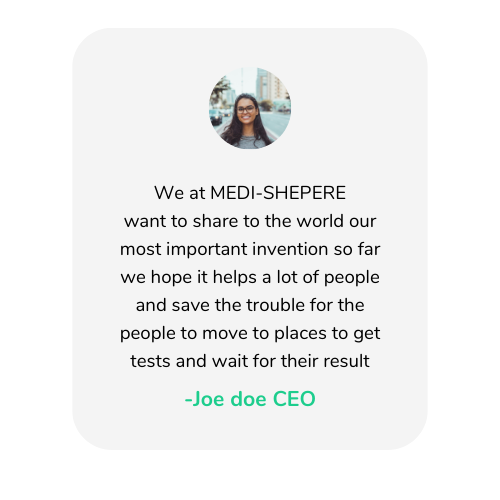 We at MEDI-SHEPERE
want to share to the world our
most important invention so far
we hope it helps a lot of people
and save the trouble for the
people to move to places to get
tests and wait for their result
-Joe doe CEO